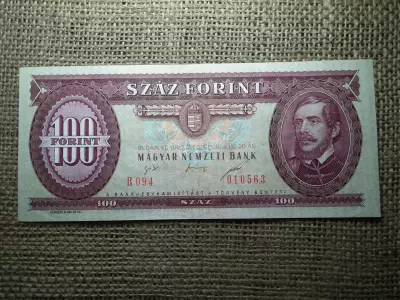 SZÁZ FORINT
100
FORINT
MAGYAR NEMZETI BANK
B 094
010563
A BANKJEGYHAMISÍTÁST A TÖRVÉNY BÜNTETI
100
SZÁZ
100